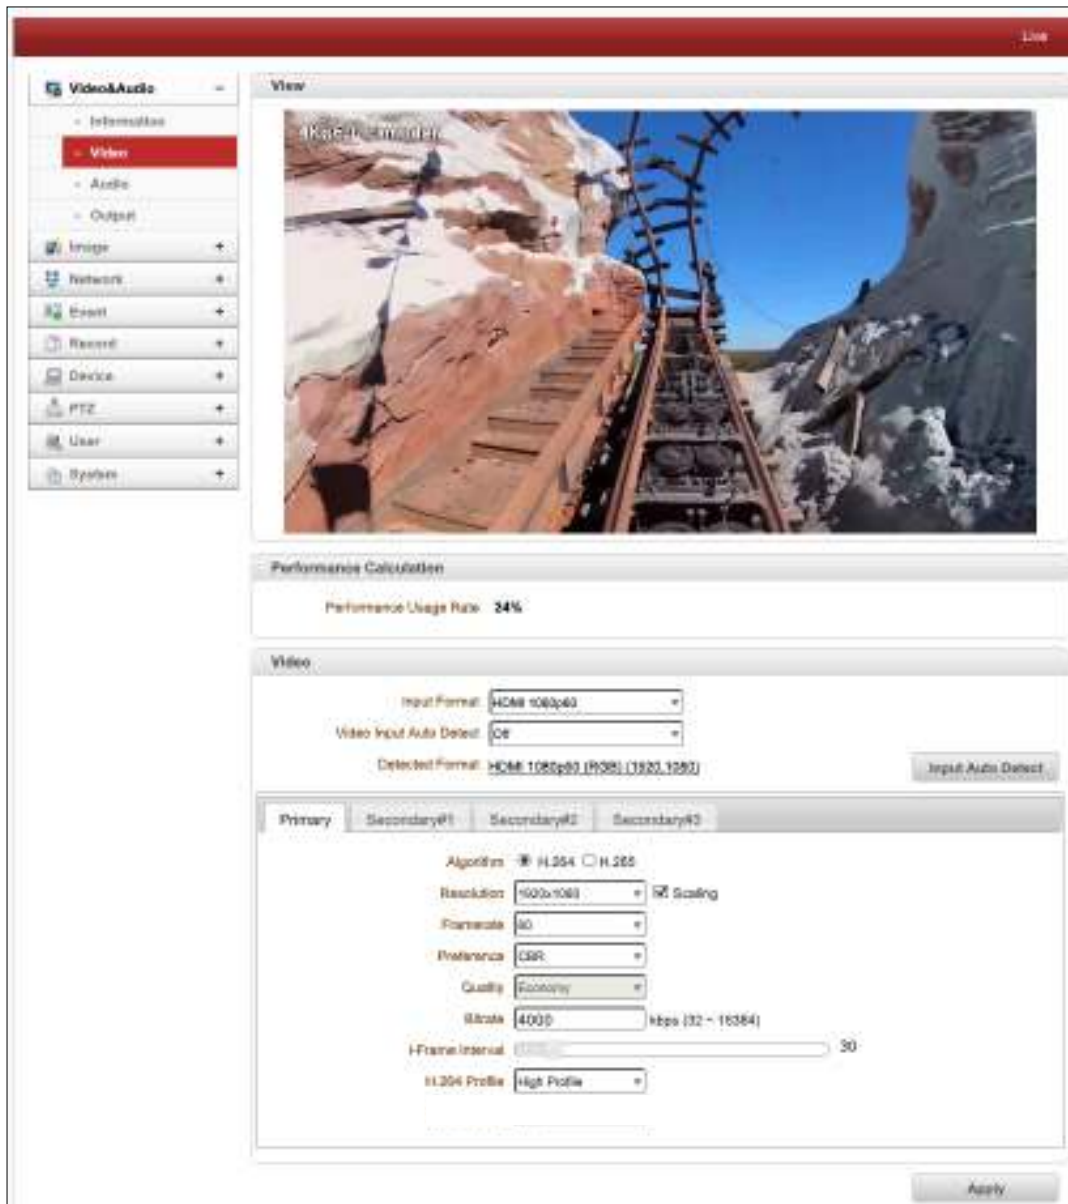 Live
Video&Audio
Information
Video
Audio
Output
Image
Network
Event
Record
Device
PTZ
User
System
View
Encoder
Performance Calculation
Performance Usage Rate 24%
Video
Input Format HDMI 1080p60
Video Input Auto Detect Off
Detected Format HDMI 1080p60 (RGB) (1920,1080)
Input Auto Detect
Primary Secondary#1 Secondary#2 Secondary#3
Algorithm H.264 H.265
Resolution 1920x1080 Scaling
Framerate 60
Preference CBR
Quality Economy
Bitrate 4000 kbps (32 ~ 16384)
I-Frame Interval 30
H.264 Profile High Profile
Apply